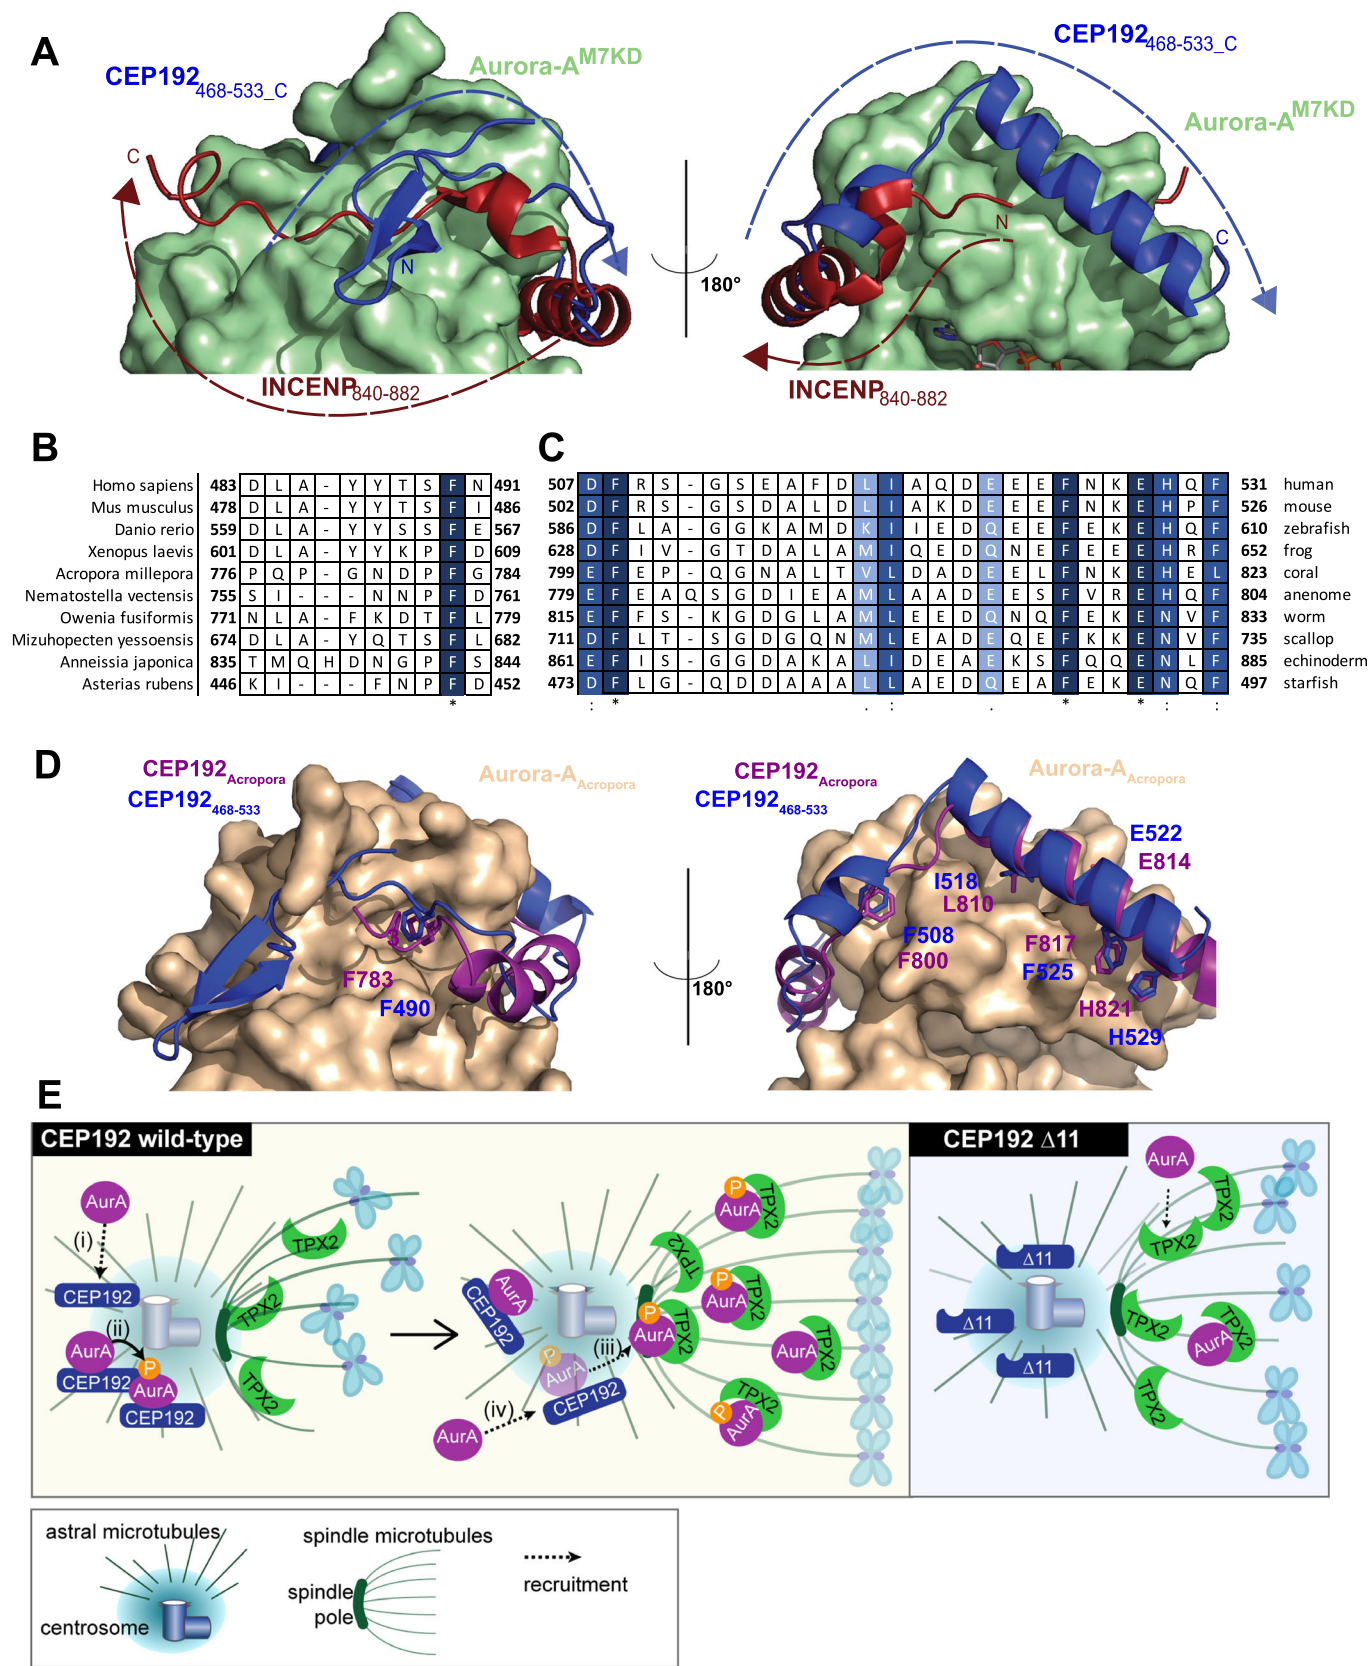 A
CEP192468-533_C
Aurora-AM7KD
C
N
INCENP840-882
180°
CEP192468-533_C
Aurora-AM7KD
N
C
INCENP840-882
B
Homo sapiens 483 D L A - Y Y T S F N 491
Mus musculus 478 D L A - Y Y T S F I 486
Danio rerio 559 D L A - Y Y S S F E 567
Xenopus laevis 601 D L A - Y Y K P F D 609
Acropora millepora 776 P Q P - G N D P F G 784
Nematostella vectensis 755 S I - - - N N P F D 761
Owenia fusiformis 771 N L A - F K D T F L 779
Mizuhopecten yessoensis 674 D L A - Y Q T S F L 682
Anneissia japonica 835 T M Q H D N G P F S 844
Asterias rubens 446 K I - - - F N P F D 452
*
C
507 D F R S - G S E A F D L I A Q D E E E F N K E H Q F 531 human
502 D F R S - G S D A L D L I A K D E E E F N K E H P F 526 mouse
586 D F L A - G G K A M D K I I E D Q E E F E K E H Q F 610 zebrafish
628 D F I V - G T D A L A M I Q E D Q N E F E E E H R F 652 frog
799 E F E P - Q G N A L T V L D A D E E L F N K E H E L 823 coral
779 E F E A Q S G D I E A M L A A D E E S F V R E H Q F 804 anenome
815 E F F S - K G D G L A M L E E D Q N Q F E K E N V F 833 worm
711 D F L T - S G D G Q N M L E A D E Q E F K K E N V F 735 scallop
861 E F I S - G G D A K A L I D E A E K S F Q Q E N L F 885 echinoderm
473 D F L G - Q D D A A A L L A E D Q E A F E K E N Q F 497 starfish
: * . : . * * : :
D
CEP192Acropora
CEP192468-533
Aurora-AAcropora
F783
F490
180°
CEP192Acropora
CEP192468-533
Aurora-AAcropora
E522
E814
I518
L810
F508
F800
F817
F525
H821
H529
E
CEP192 wild-type
AurA
(i)
CEP192
(ii)
AurA
P
CEP192
AurA
CEP192
TPX2
TPX2
TPX2
AurA
CEP192
P
AurA
(iii)
CEP192
(iv)
AurA
TPX2
P
AurA
TPX2
P
AurA
TPX2
P
AurA
TPX2
AurA
TPX2
P
AurA
TPX2
CEP192 Δ11
AurA
TPX2
TPX2
Δ11
Δ11
Δ11
TPX2
AurA
TPX2
TPX2
astral microtubules
centrosome
spindle microtubules
spindle
pole
recruitment